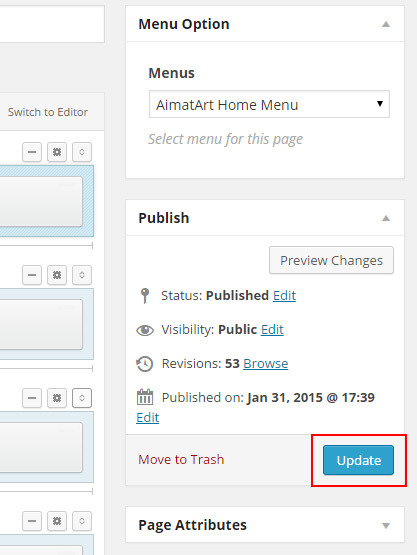 Menu Option
Menus
AimatArt Home Menu
Select menu for this page
Switch to Editor
Publish
Preview Changes
Status: Published Edit
Visibility: Public Edit
Revisions: 53 Browse
Published on: Jan 31, 2015 @ 17:39
Edit
Move to Trash
Update
Page Attributes